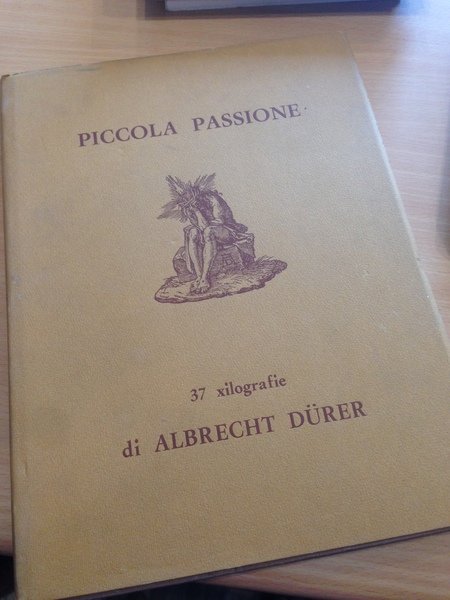 PICCOLA PASSIONE
37 xilografie
di ALBRECHT DÜRER